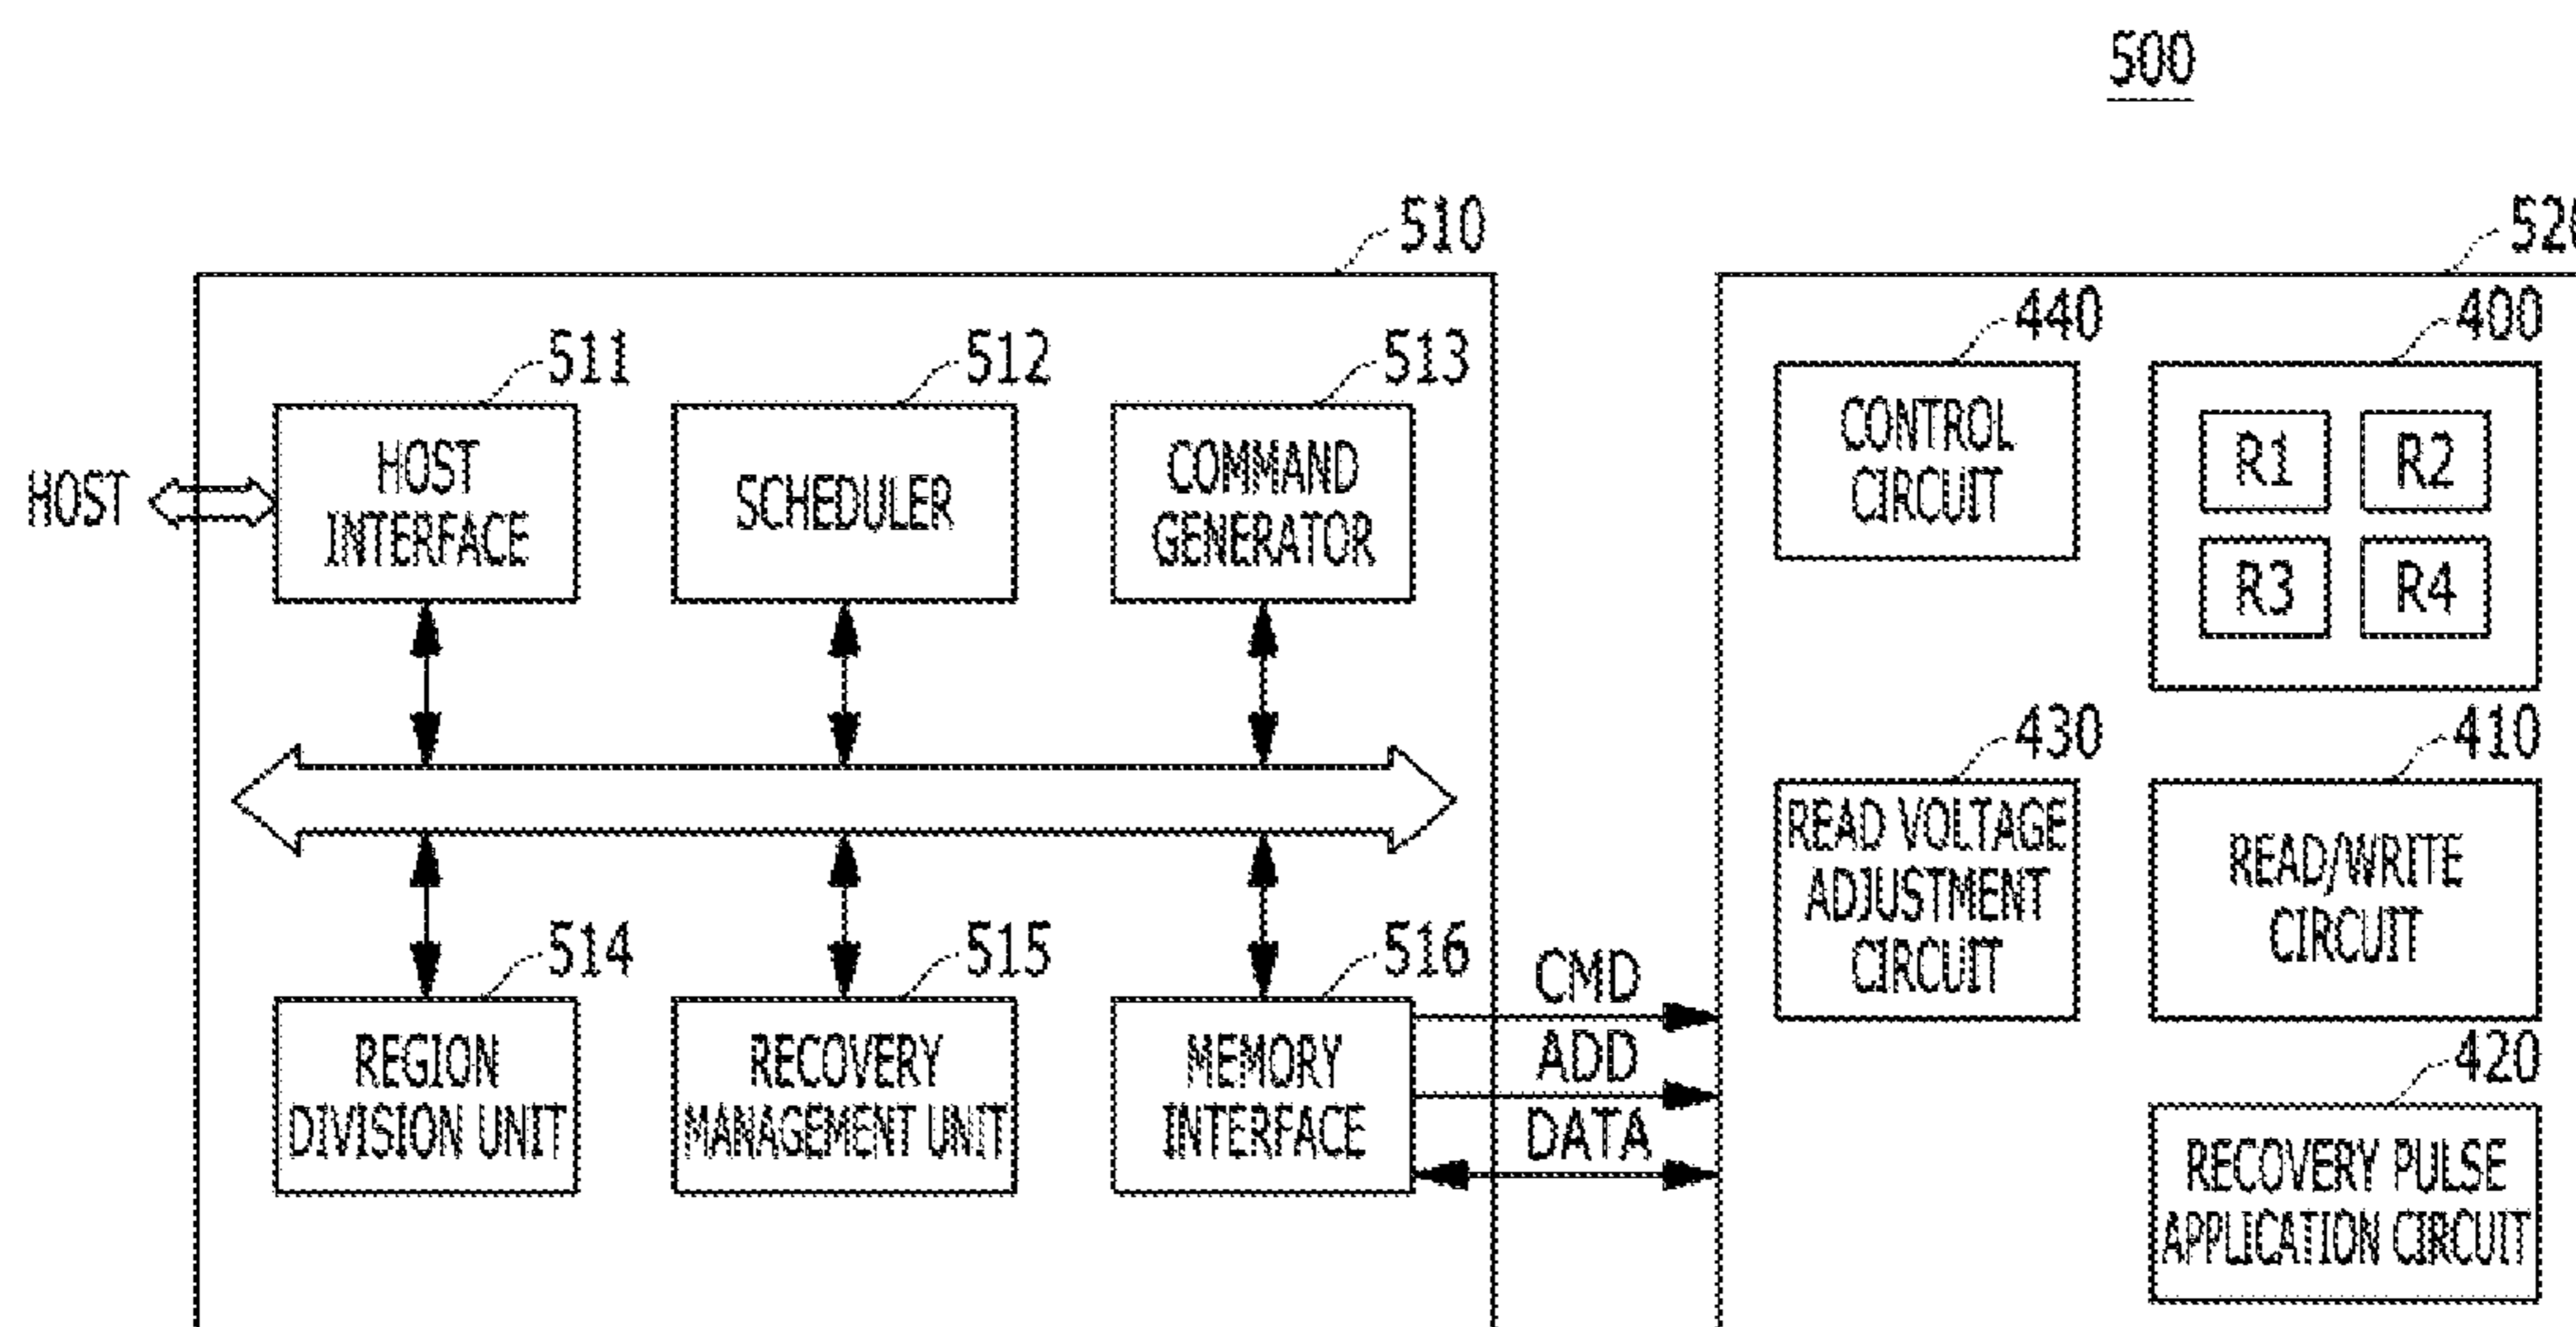 500
510
520
511
512
513
440
400
HOST
HOST
INTERFACE
SCHEDULER
COMMAND
GENERATOR
CONTROL
CIRCUIT
R1
R2
R3
R4
430
410
READ VOLTAGE
ADJUSTMENT
CIRCUIT
READ/WRITE
CIRCUIT
514
515
516
CMD
ADD
DATA
REGION
DIVISION UNIT
RECOVERY
MANAGEMENT UNIT
MEMORY
INTERFACE
420
RECOVERY PULSE
APPLICATION CIRCUIT